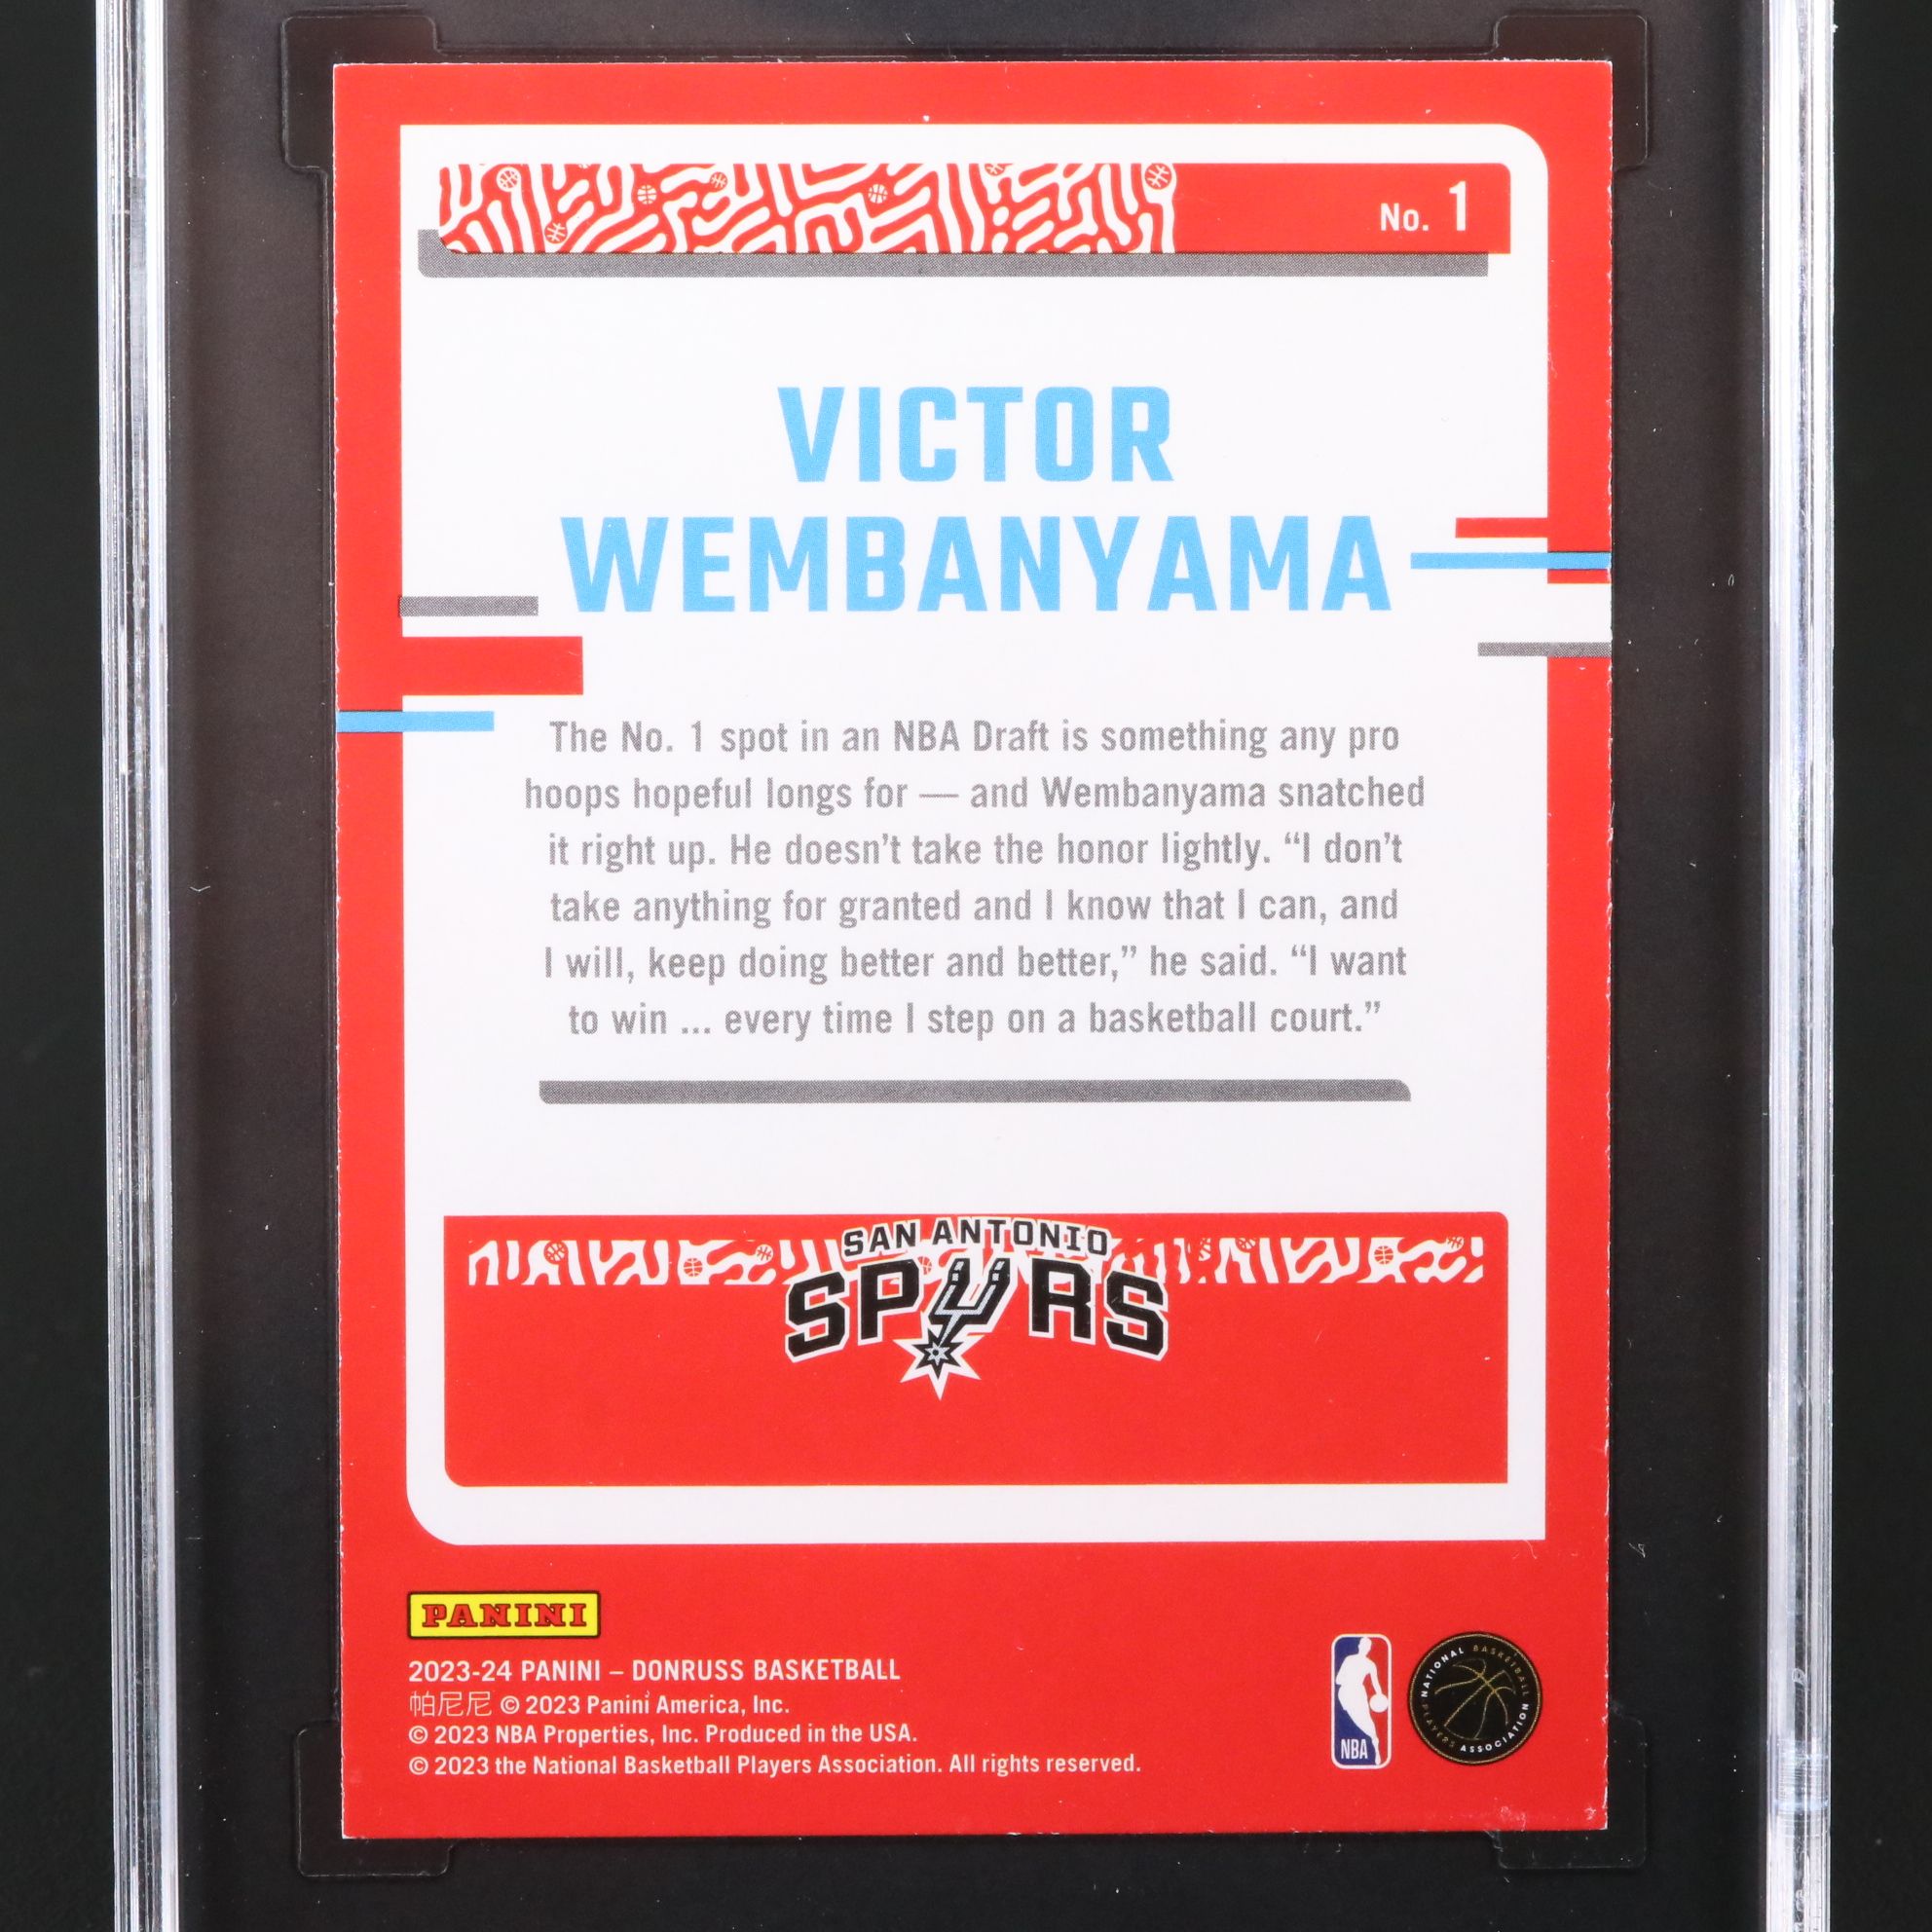 No. 1
VICTOR
WEMBANYAMA
The No. 1 spot in an NBA Draft is something any pro
hoops hopeful longs for — and Wembanyama snatched
it right up. He doesn’t take the honor lightly. “I don’t
take anything for granted and I know that I can, and
I will, keep doing better and better,” he said. “I want
to win ... every time I step on a basketball court.”
SAN ANTONIO
SPURS
PANINI
2023-24 PANINI – DONRUSS BASKETBALL
帕尼尼 © 2023 Panini America, Inc.
© 2023 NBA Properties, Inc. Produced in the USA.
© 2023 the National Basketball Players Association. All rights reserved.
NBA
NATIONAL BASKETBALL
PLAYERS ASSOCIATION